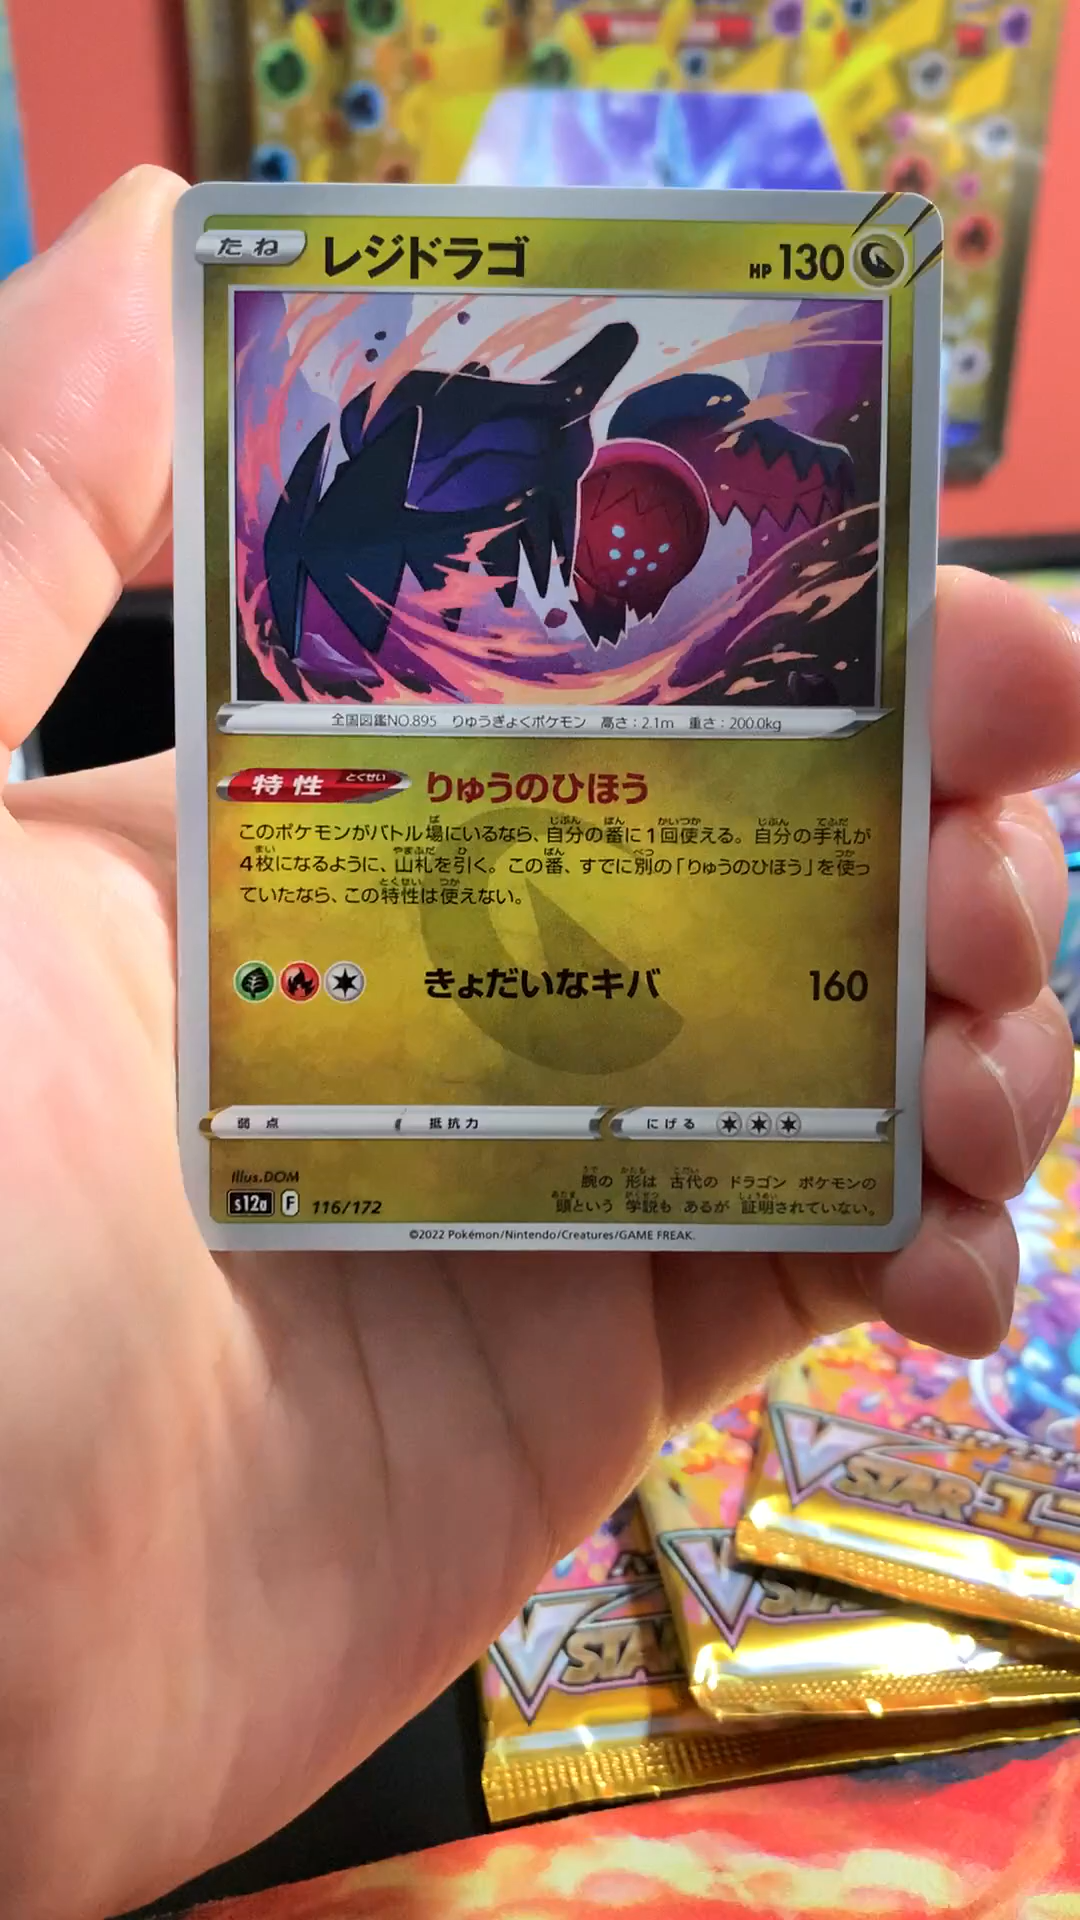 たね レジドラゴ HP 130
全国図鑑NO.895 りゅうぎょくポケモン 高さ：2.1m 重さ：200.0kg
特性 とくせい りゅうのひほう
このポケモンがバトル場にいるなら、自分の番に1回使える。自分の手札が
4枚になるように、山札を引く。この番、すでに別の「りゅうのひほう」を使っ
ていたなら、この特性は使えない。
きょだいなキバ 160
弱点 抵抗力 にげる
Illus.DOM
腕の 形は 古代の ドラゴン ポケモンの
頭という 学説も あるが 証明されていない。
s12a F 116/172
©2022 Pokémon/Nintendo/Creatures/GAME FREAK.
VSTAR
VSTAR